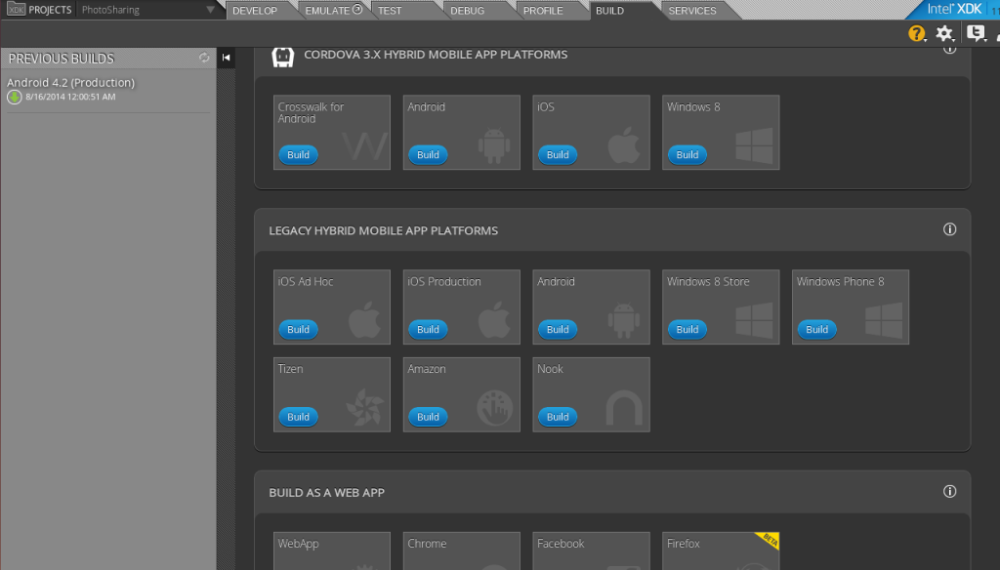 XDK PROJECTS PhotoSharing DEVELOP EMULATE TEST DEBUG PROFILE BUILD SERVICES Intel XDK
PREVIOUS BUILDS
Android 4.2 (Production)
8/16/2014 12:00:51 AM
CORDOVA 3.X HYBRID MOBILE APP PLATFORMS
Crosswalk for
Android
Build
Android
Build
iOS
Build
Windows 8
Build
LEGACY HYBRID MOBILE APP PLATFORMS
iOS Ad Hoc
Build
iOS Production
Build
Android
Build
Windows 8 Store
Build
Windows Phone 8
Build
Tizen
Build
Amazon
Build
Nook
Build
BUILD AS A WEB APP
WebApp
Chrome
Facebook
Firefox
BETA